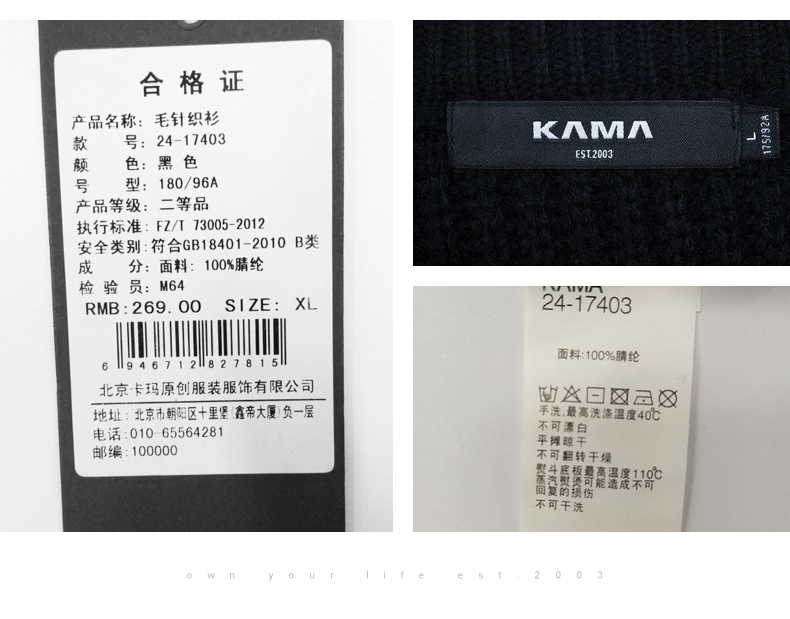 合格证
产品名称: 毛针织衫
款 号: 24-17403
颜 色: 黑 色
号 型: 180/96A
产品等级: 二等品
执行标准: FZ/T 73005-2012
安全类别:符合GB18401-2010 B类
成 分: 面料: 100%腈纶
检 验 员: M64
RMB:269.00 SIZE: XL
6 946712 827815
北京卡玛原创服装服饰有限公司
地址: 北京市朝阳区十里堡(鑫帝大厦)负一层
电话:010-65564281
邮编:100000
KAMA
EST.2003
L
175/92A
KAMA
24-17403
面料:100%腈纶
手洗,最高洗涤温度40℃
不可漂白
平摊晾干
不可翻转干燥
熨斗底板最高温度110℃
蒸汽熨烫可能造成不可
回复的损伤
不可干洗
own your life est.2003